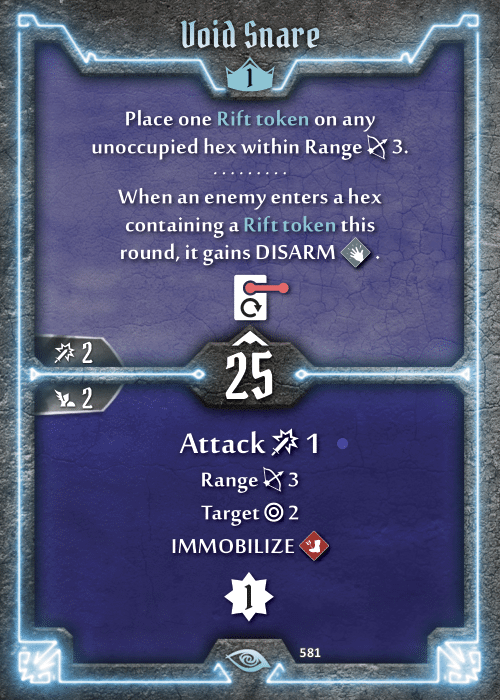 Void Snare
1
Place one Rift token on any
unoccupied hex within Range 3.
.........
When an enemy enters a hex
containing a Rift token this
round, it gains DISARM .
2
25
2
Attack 1
Range 3
Target 2
IMMOBILIZE
1
581